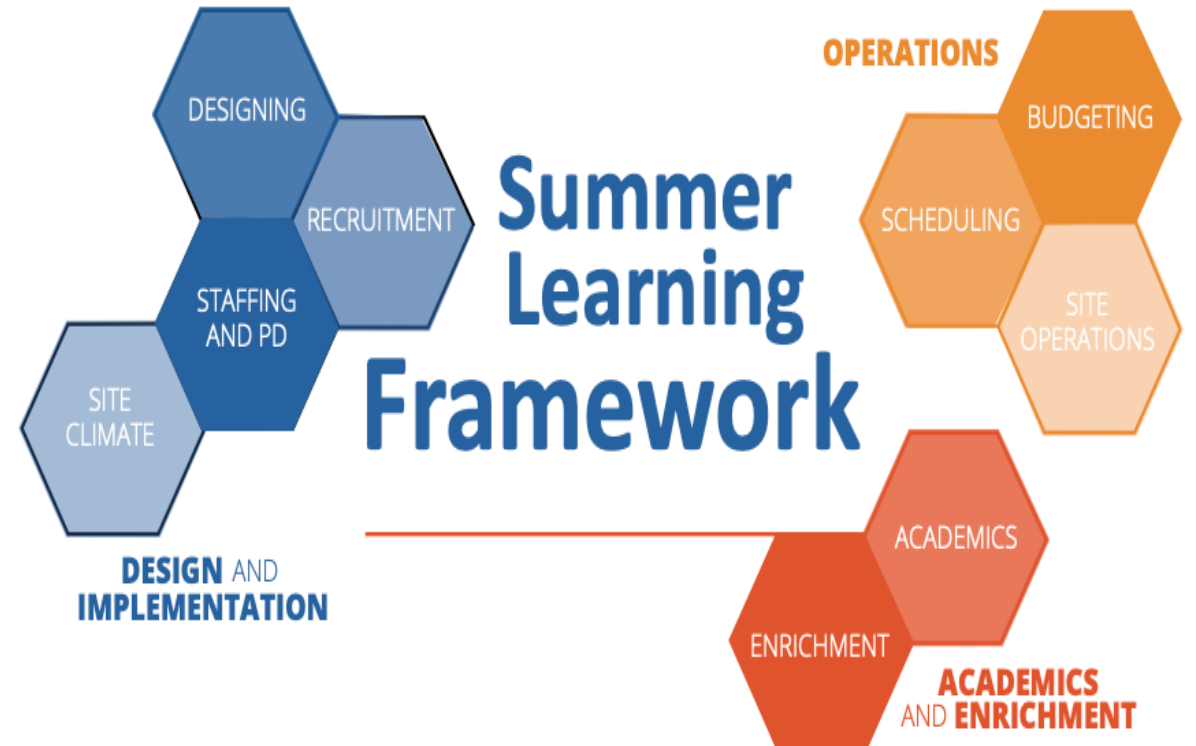 DESIGNING
RECRUITMENT
STAFFING
AND PD
SITE
CLIMATE
DESIGN AND
IMPLEMENTATION
Summer
Learning
Framework
OPERATIONS
BUDGETING
SCHEDULING
SITE
OPERATIONS
ACADEMICS
ENRICHMENT
ACADEMICS
AND ENRICHMENT